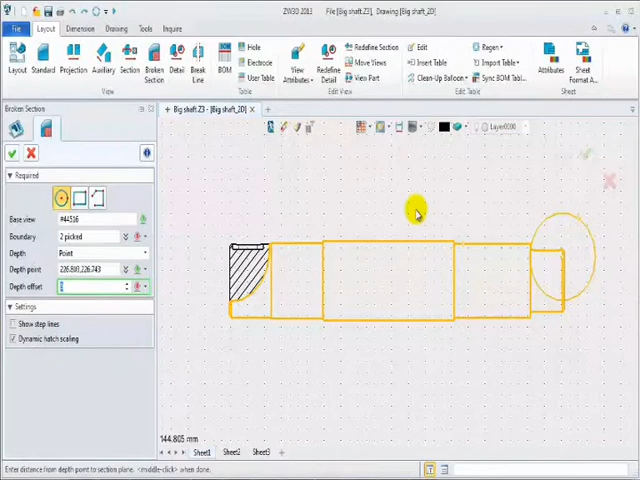 ZW3D 2013 File [Big shaft.Z3], Drawing [Big shaft_2D]
File Layout Dimension Drawing Tools Inquire
Layout Standard Projection Auxiliary Section Broken Section Detail Break Line
View
BOM Hole Electrode User Table
Table
View Attributes Redefine Detail Redefine Section Move Views View Part
Edit View
Edit Insert Table Clean-Up Balloon Regen Import Table Sync BOM Tabl...
Edit Table
Attributes Sheet Format A...
Sheet
Broken Section
Big shaft.Z3 - [Big shaft_2D]
Layer0000
Required
Base view #44516
Boundary 2 picked
Depth Point
Depth point 226.803,226.743
Depth offset
Settings
Show step lines
Dynamic hatch scaling
144.805 mm
Sheet1 Sheet2 Sheet3
Enter distance from depth point to section plane. <middle-click> when done.